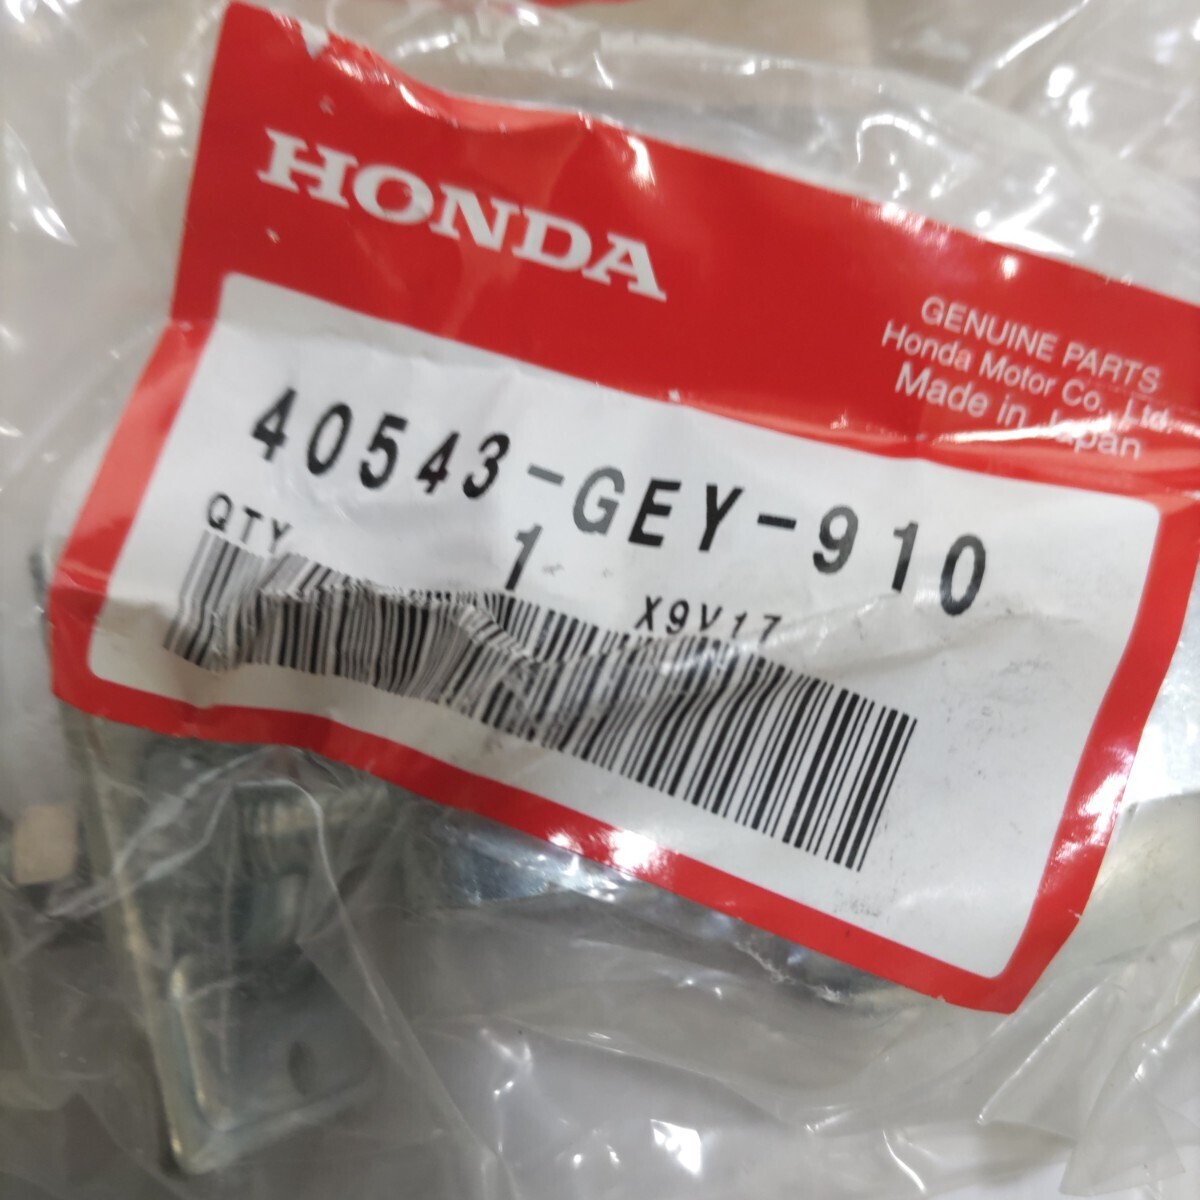 HONDA
GENUINE PARTS
Honda Motor Co., Ltd.
Made in Japan
40543-GEY-910
QTY 1
X9V17